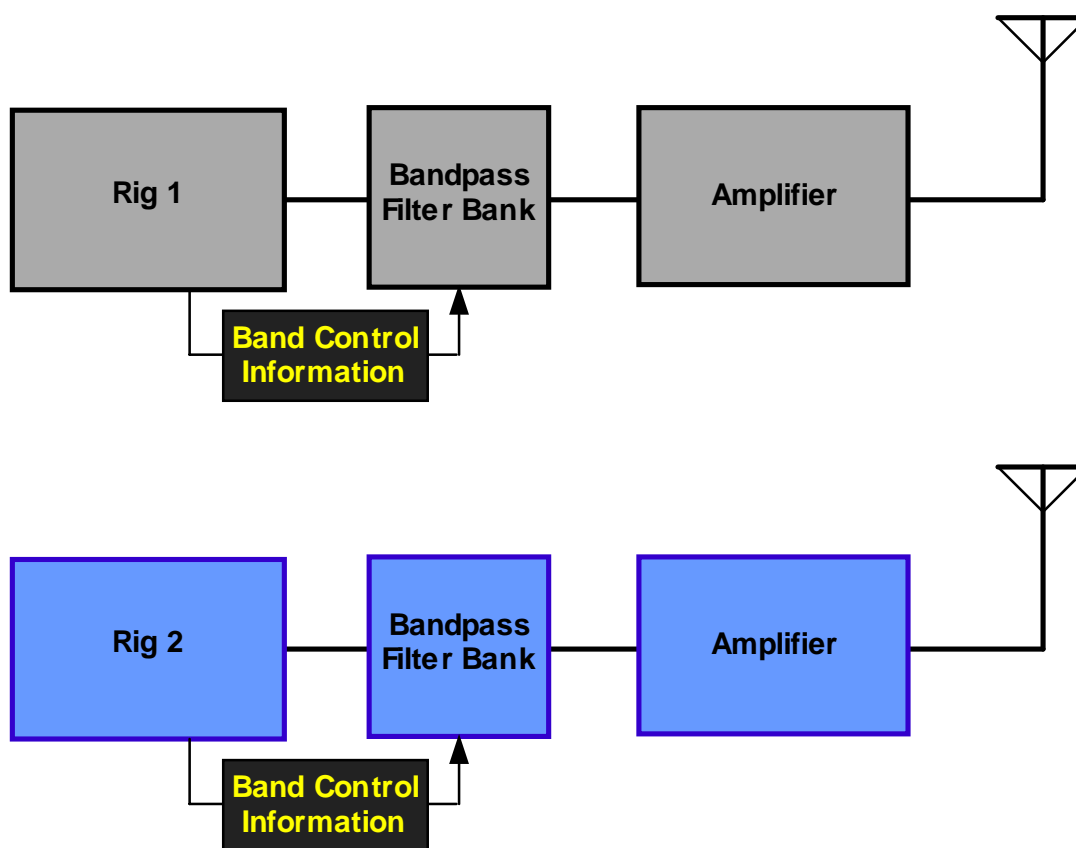 Rig 1
Bandpass
Filter Bank
Amplifier
Band Control
Information
Rig 2
Bandpass
Filter Bank
Amplifier
Band Control
Information